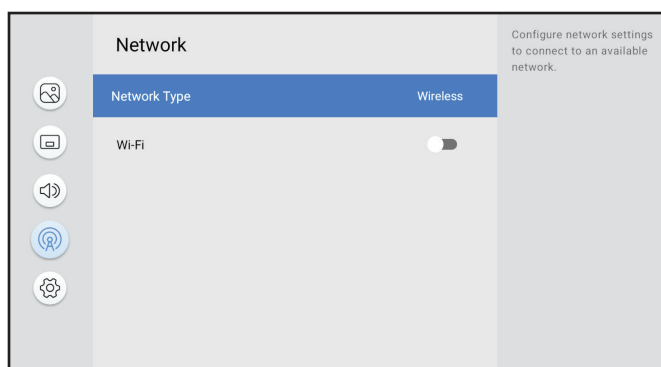 Network
Configure network settings
to connect to an available
network.
Network Type Wireless
Wi-Fi